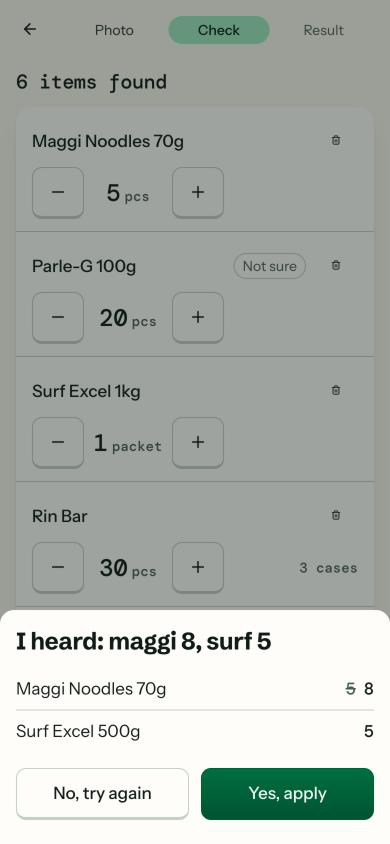 Photo Check Result
6 items found
Maggi Noodles 70g
− 5 pcs +
Parle-G 100g Not sure
− 20 pcs +
Surf Excel 1kg
− 1 packet +
Rin Bar
− 30 pcs + 3 cases
I heard: maggi 8, surf 5
Maggi Noodles 70g 5 8
Surf Excel 500g 5
No, try again Yes, apply